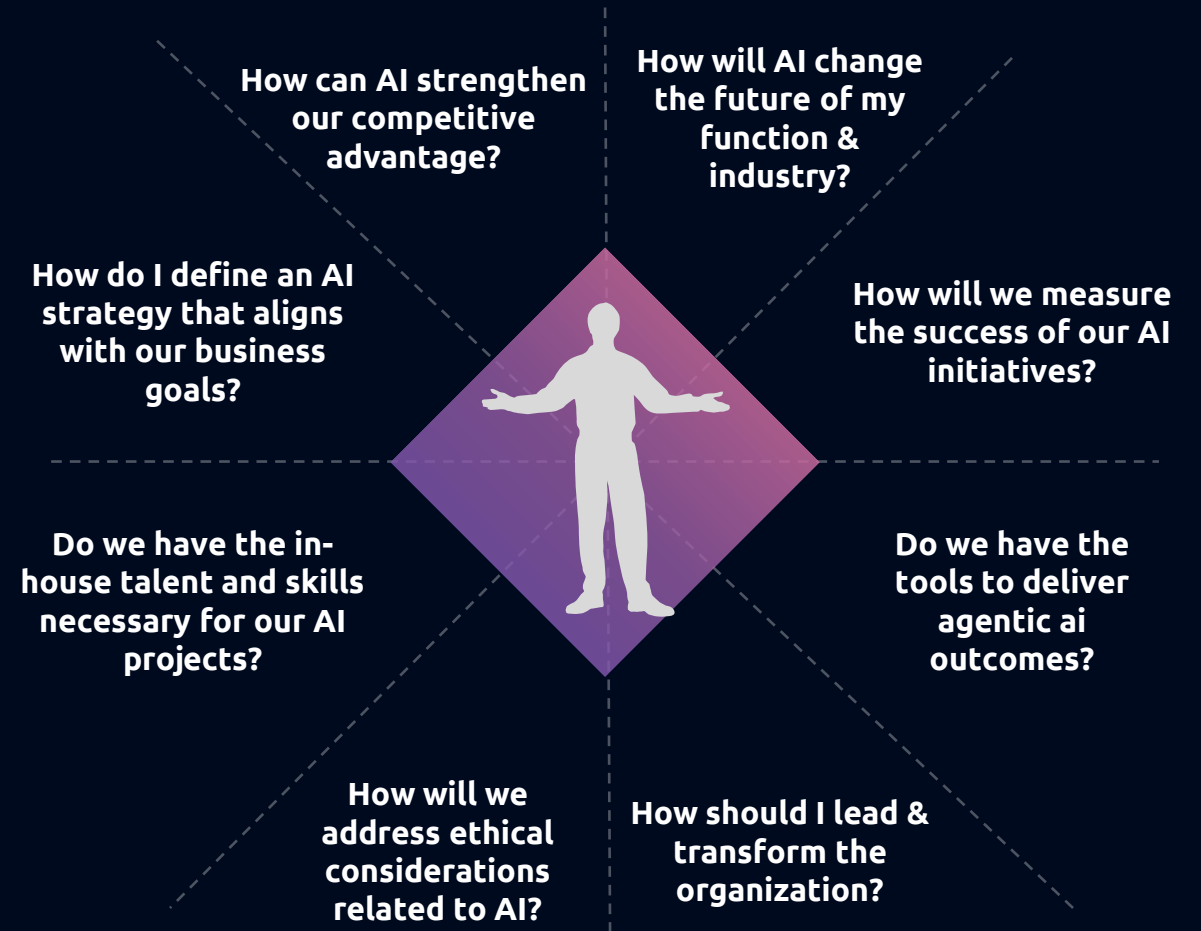 How can AI strengthen
our competitive
advantage?
How will AI change
the future of my
function &
industry?
How do I define an AI
strategy that aligns
with our business
goals?
How will we measure
the success of our AI
initiatives?
Do we have the in-
house talent and skills
necessary for our AI
projects?
Do we have the
tools to deliver
agentic ai
outcomes?
How will we
address ethical
considerations
related to AI?
How should I lead &
transform the
organization?